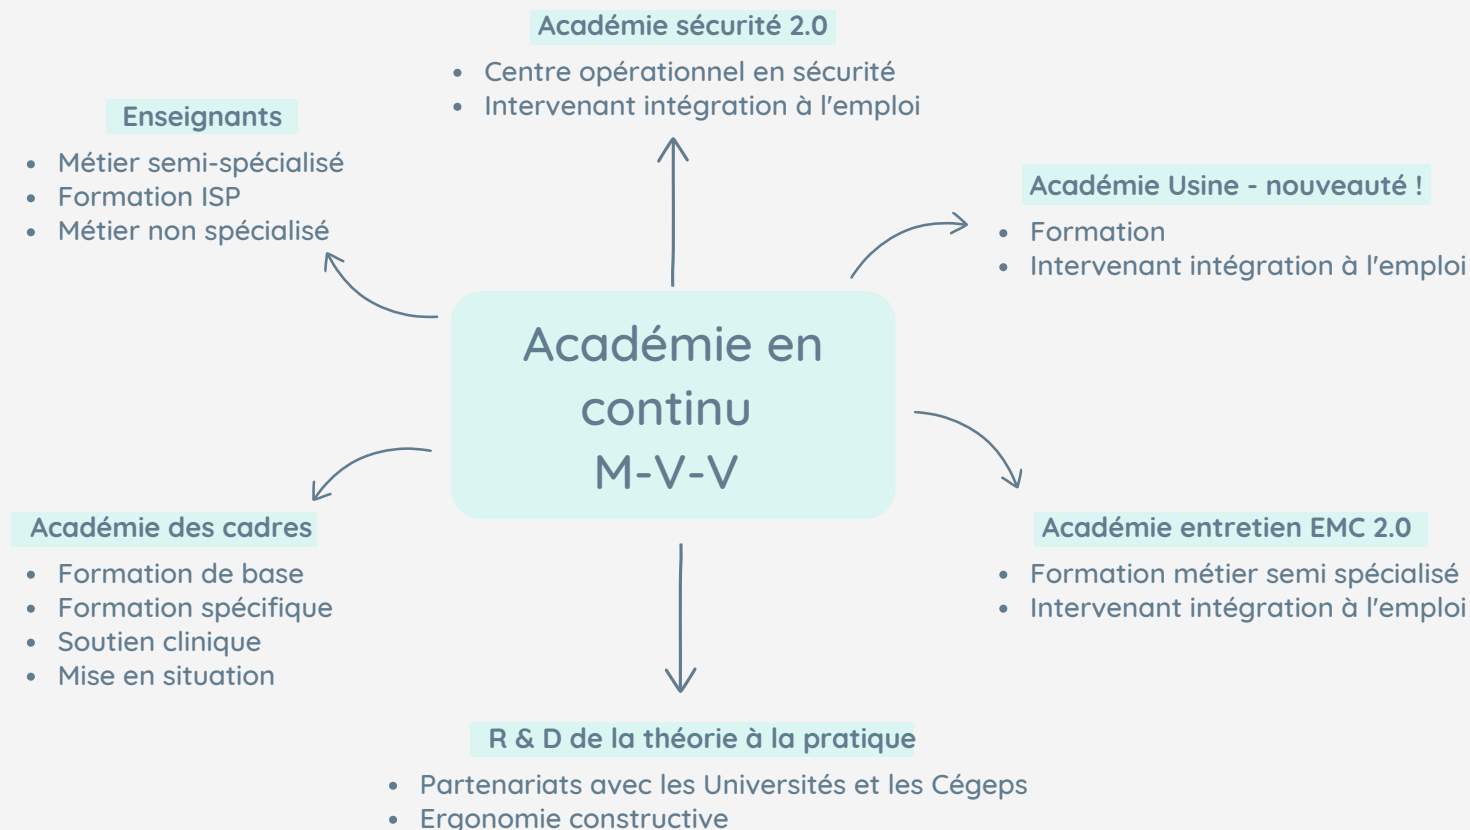 Académie sécurité 2.0
• Centre opérationnel en sécurité
• Intervenant intégration à l'emploi
Enseignants
• Métier semi-spécialisé
• Formation ISP
• Métier non spécialisé
Académie Usine - nouveauté !
• Formation
• Intervenant intégration à l'emploi
Académie en
continu
M-V-V
Académie des cadres
• Formation de base
• Formation spécifique
• Soutien clinique
• Mise en situation
Académie entretien EMC 2.0
• Formation métier semi spécialisé
• Intervenant intégration à l'emploi
R & D de la théorie à la pratique
• Partenariats avec les Universités et les Cégeps
• Ergonomie constructive